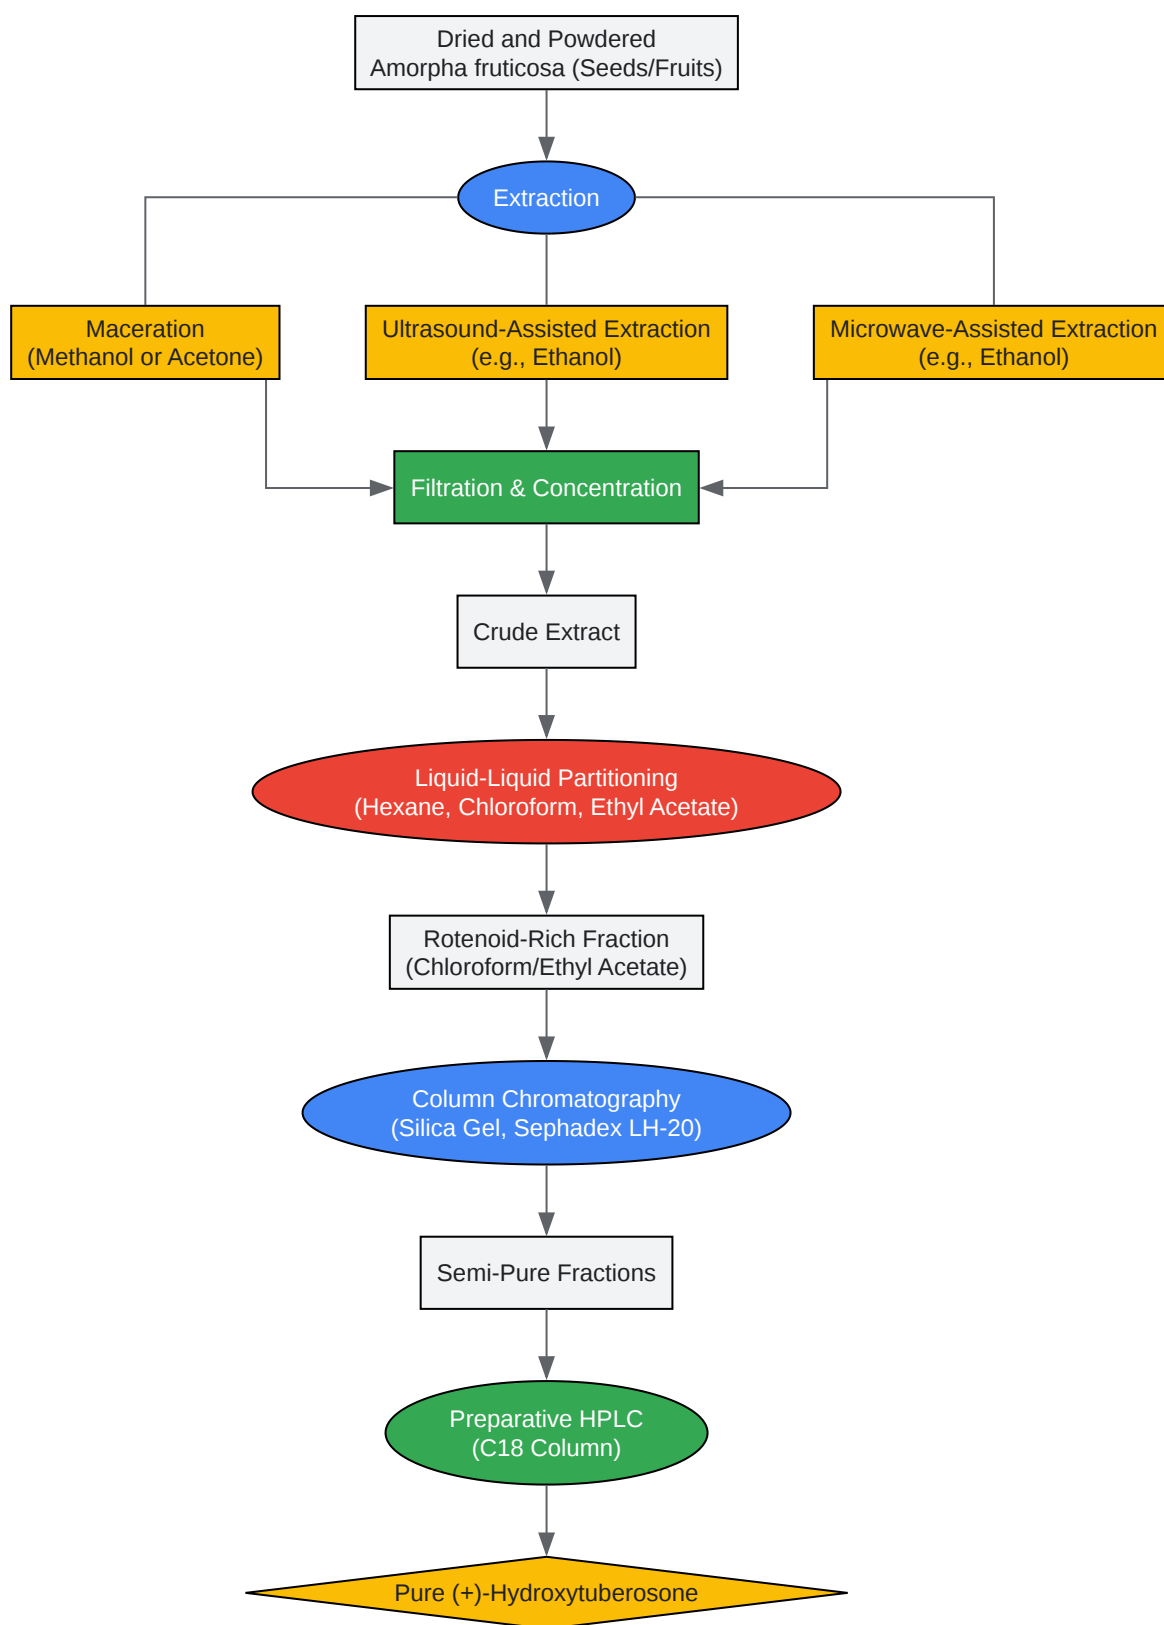 Dried and Powdered
Amorpha fruticosa (Seeds/Fruits)
Extraction
Maceration
(Methanol or Acetone)
Ultrasound-Assisted Extraction
(e.g., Ethanol)
Microwave-Assisted Extraction
(e.g., Ethanol)
Filtration & Concentration
Crude Extract
Liquid-Liquid Partitioning
(Hexane, Chloroform, Ethyl Acetate)
Rotenoid-Rich Fraction
(Chloroform/Ethyl Acetate)
Column Chromatography
(Silica Gel, Sephadex LH-20)
Semi-Pure Fractions
Preparative HPLC
(C18 Column)
Pure (+)-Hydroxytuberosone